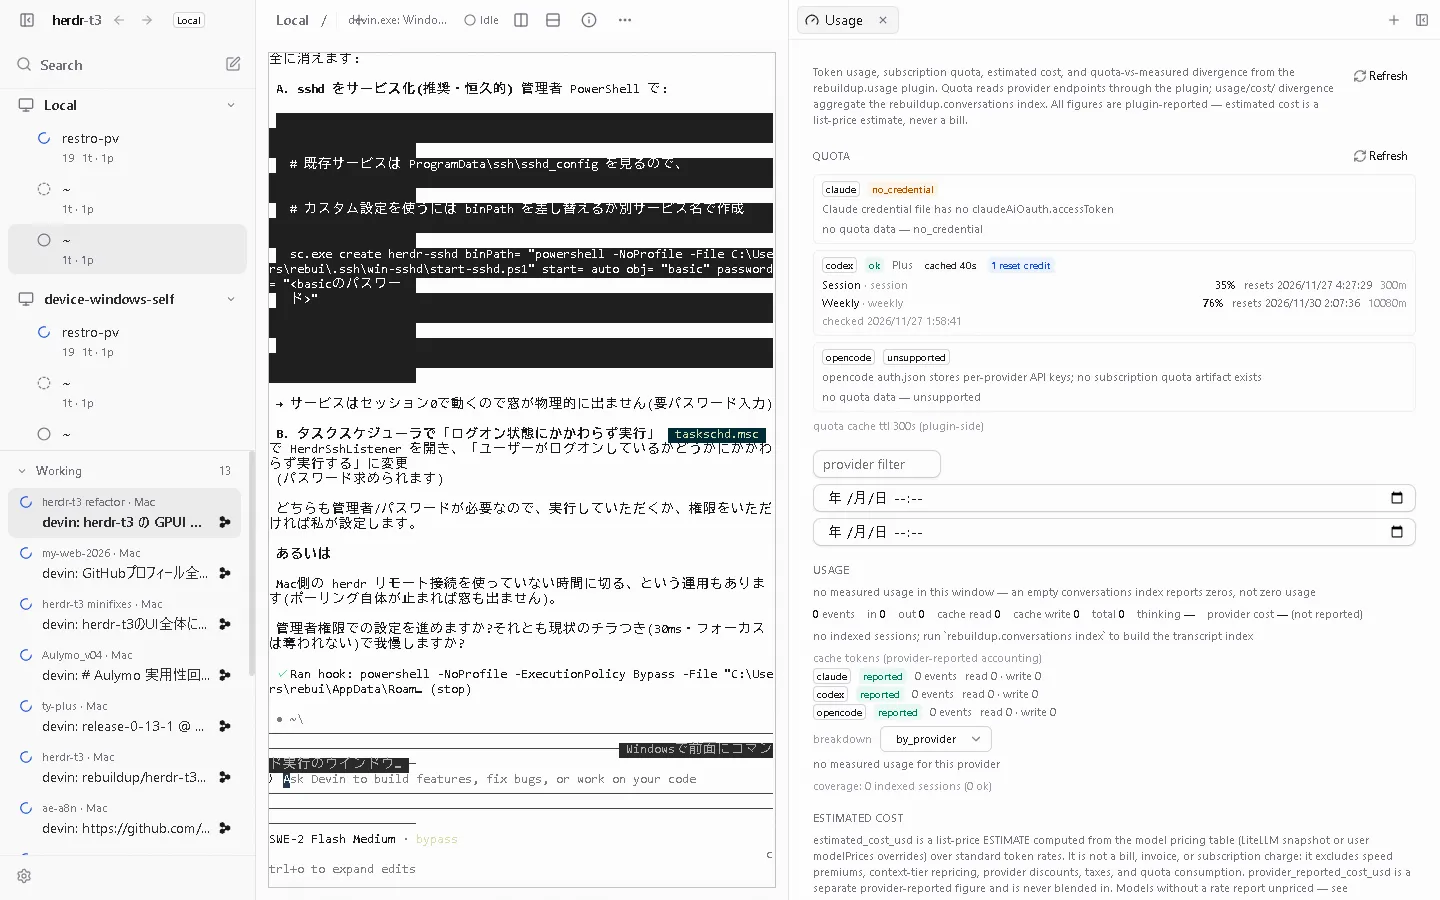 herdr-t3
Local
Search
Local
restro-pv
19 1t · 1p
~
1t · 1p
~
1t · 1p
device-windows-self
restro-pv
19 1t · 1p
~
1t · 1p
~
Working 13
herdr-t3 refactor · Mac
devin: herdr-t3 の GPUI ...
my-web-2026 · Mac
devin: GitHubプロフィール全...
herdr-t3 minifixes · Mac
devin: herdr-t3のUI全体に...
Aulymo_v04 · Mac
devin: # Aulymo 実用性回...
ty-plus · Mac
devin: release-0-13-1 @ ...
herdr-t3 · Mac
devin: rebuildup/herdr-t3...
ae-a8n · Mac
devin: https://github.com/...
Local / devin.exe: Windo... Idle
全に消えます:
A. sshd をサービス化(推奨・恒久的) 管理者 PowerShell で:
# 既存サービスは ProgramData\ssh\sshd_config を見るので、
# カスタム設定を使うには binPath を差し替えるか別サービス名で作成
sc.exe create herdr-sshd binPath= "powershell -NoProfile -File C:\Use
rs\rebui\.ssh\win-sshd\start-sshd.ps1" start= auto obj= "basic" password
= "<basicのパスワー
ド>"
→ サービスはセッション0で動くので窓が物理的に出ません(要パスワード入力)
B. タスクスケジューラで「ログオン状態にかかわらず実行」 taskschd.msc
で HerdrSshListener を開き、「ユーザーがログオンしているかどうかにかかわ
らず実行する」に変更
(パスワード求められます)
どちらも管理者/パスワードが必要なので、実行していただくか、権限をいただ
ければ私が設定します。
あるいは
Mac側の herdr リモート接続を使っていない時間に切る、という運用もありま
す(ポーリング自体が止まれば窓も出ません)。
管理者権限での設定を進めますか?それとも現状のチラつき(30ms・フォーカス
は奪われない)で我慢しますか?
✓Ran hook: powershell -NoProfile -ExecutionPolicy Bypass -File "C:\Use
rs\rebui\AppData\Roam… (stop)
● ~\
Windowsで前面にコマン
ド実行のウインドウ…
Ask Devin to build features, fix bugs, or work on your code
SWE-2 Flash Medium · bypass
c
ctrl+o to expand edits
Usage
Token usage, subscription quota, estimated cost, and quota-vs-measured divergence from the
rebuildup.usage plugin. Quota reads provider endpoints through the plugin; usage/cost/ divergence
aggregate the rebuildup.conversations index. All figures are plugin-reported — estimated cost is a
list-price estimate, never a bill.
Refresh
QUOTA
Refresh
claude no_credential
Claude credential file has no claudeAiOauth.accessToken
no quota data — no_credential
codex ok Plus cached 40s 1 reset credit
Session · session 35% resets 2026/11/27 4:27:29 300m
Weekly · weekly 76% resets 2026/11/30 2:07:36 10080m
checked 2026/11/27 1:58:41
opencode unsupported
opencode auth.json stores per-provider API keys; no subscription quota artifact exists
no quota data — unsupported
quota cache ttl 300s (plugin-side)
provider filter
年 /月/日 --:--
年 /月/日 --:--
USAGE
no measured usage in this window — an empty conversations index reports zeros, not zero usage
0 events in 0 out 0 cache read 0 cache write 0 total 0 thinking — provider cost — (not reported)
no indexed sessions; run `rebuildup.conversations index` to build the transcript index
cache tokens (provider-reported accounting)
claude reported 0 events read 0 · write 0
codex reported 0 events read 0 · write 0
opencode reported 0 events read 0 · write 0
breakdown by_provider
no measured usage for this provider
coverage: 0 indexed sessions (0 ok)
ESTIMATED COST
estimated_cost_usd is a list-price ESTIMATE computed from the model pricing table (LiteLLM snapshot or user
modelPrices overrides) over standard token rates. It is not a bill, invoice, or subscription charge: it excludes speed
premiums, context-tier repricing, provider discounts, taxes, and quota consumption. provider_reported_cost_usd is a
separate provider-reported figure and is never blended in. Models without a rate report unpriced — see